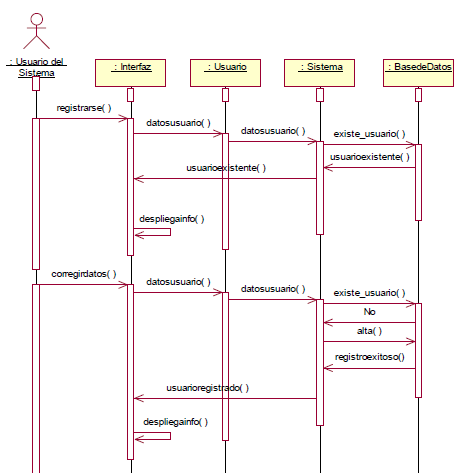 : Usuario del
Sistema
: Interfaz
: Usuario
: Sistema
: BasedeDatos
registrarse( )
datosusuario( )
datosusuario( )
existe_usuario( )
usuarioexistente( )
usuarioexistente( )
despliegainfo( )
corregirdatos( )
datosusuario( )
datosusuario( )
existe_usuario( )
No
alta( )
registroexitoso()
usuarioregistrado( )
despliegainfo( )